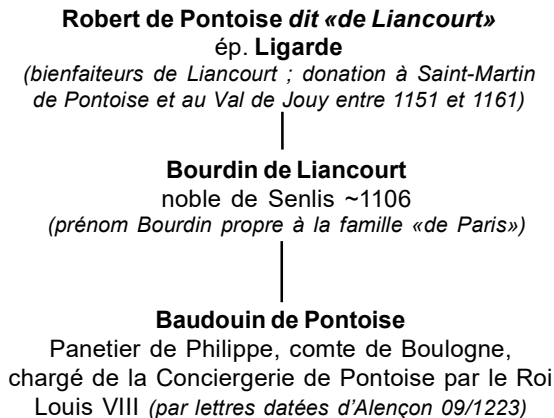 Robert de Pontoise dit «de Liancourt»
ép. Ligarde
(bienfaiteurs de Liancourt ; donation à Saint-Martin
de Pontoise et au Val de Jouy entre 1151 et 1161)
Bourdin de Liancourt
noble de Senlis ~1106
(prénom Bourdin propre à la famille «de Paris»)
Baudouin de Pontoise
Panetier de Philippe, comte de Boulogne,
chargé de la Conciergerie de Pontoise par le Roi
Louis VIII (par lettres datées d’Alençon 09/1223)